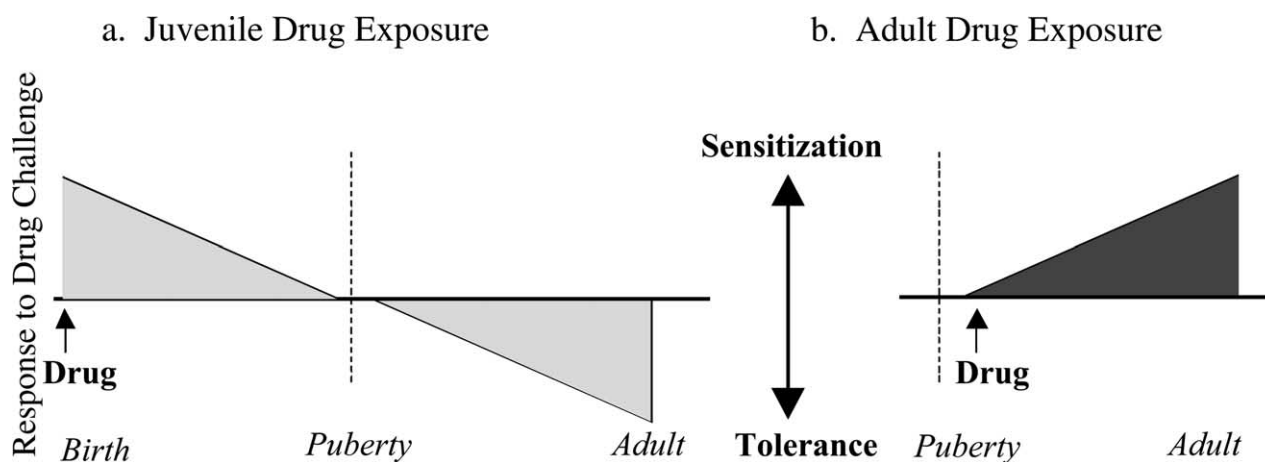 a. Juvenile Drug Exposure
b. Adult Drug Exposure
Response to Drug Challenge
Sensitization
Drug
Drug
Birth
Puberty
Adult
Tolerance
Puberty
Adult